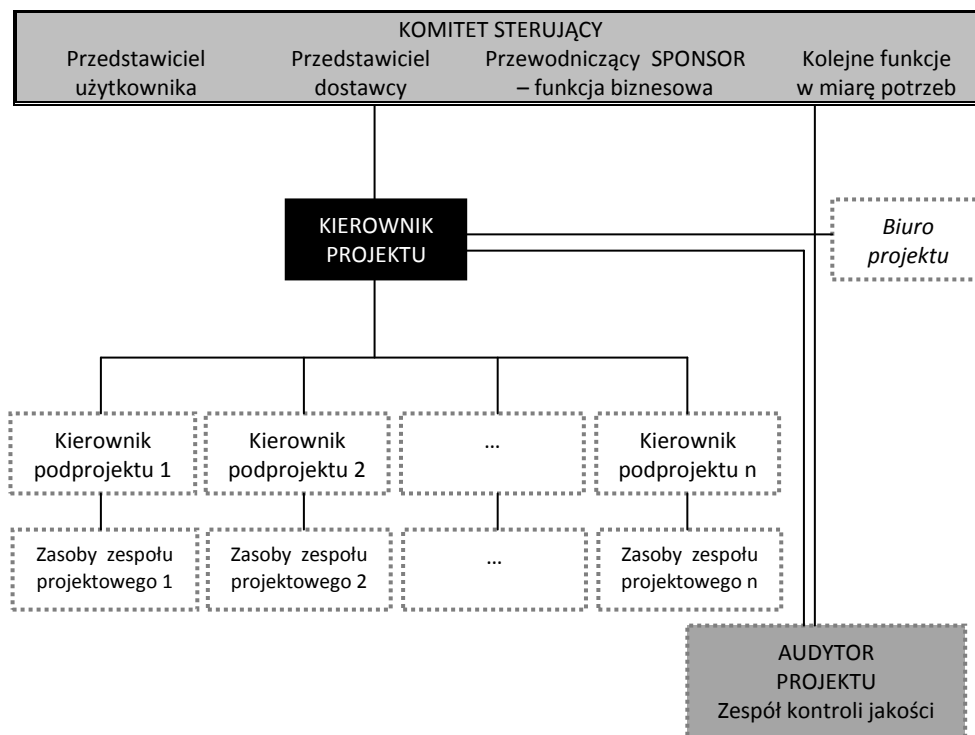 KOMITET STERUJĄCY
Przedstawiciel
użytkownika
Przedstawiciel
dostawcy
Przewodniczący SPONSOR
– funkcja biznesowa
Kolejne funkcje
w miarę potrzeb
KIEROWNIK
PROJEKTU
Biuro
projektu
Kierownik
podprojektu 1
Kierownik
podprojektu 2
...
Kierownik
podprojektu n
Zasoby zespołu
projektowego 1
Zasoby zespołu
projektowego 2
...
Zasoby zespołu
projektowego n
AUDYTOR
PROJEKTU
Zespół kontroli jakości